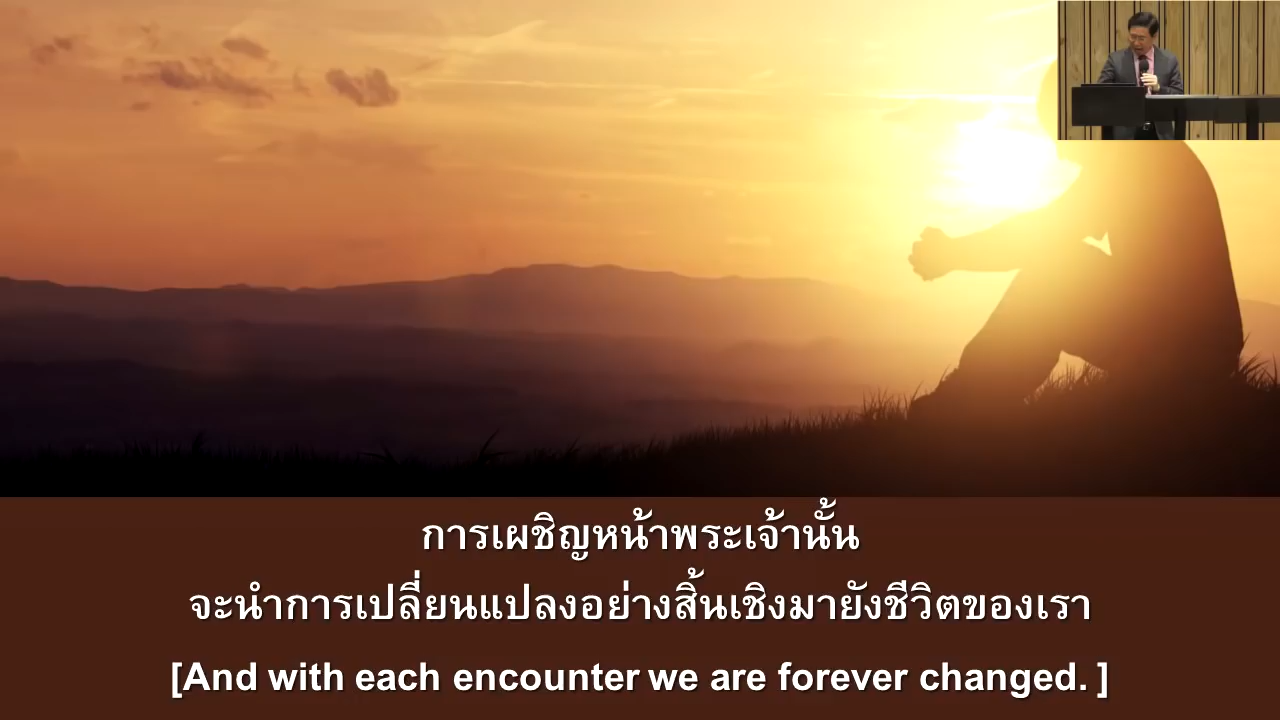 การเผชิญหน้าพระเจ้านั้น
จะนำการเปลี่ยนแปลงอย่างสิ้นเชิงมายังชีวิตของเรา
[And with each encounter we are forever changed. ]